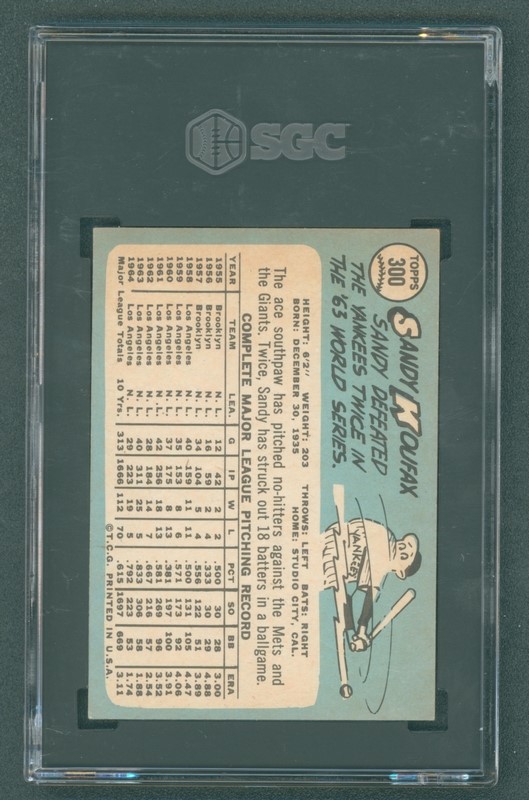 SGC
TOPPS
300
SANDY KOUFAX
SANDY DEFEATED
THE YANKEES TWICE IN
THE '63 WORLD SERIES.
YANKEES
HEIGHT: 6'2" WEIGHT: 203 THROWS: LEFT BATS: RIGHT
BORN: DECEMBER 30, 1935 HOME: STUDIO CITY, CAL.
The ace southpaw has pitched no-hitters against the Mets and
the Giants. Twice, Sandy has struck out 18 batters in a ballgame.
COMPLETE MAJOR LEAGUE PITCHING RECORD
YEAR TEAM LEA. G IP W L PCT SO BB ERA
1955 Brooklyn N. L. 12 42 2 2 .500 30 28 3.00
1956 Brooklyn N. L. 16 59 2 4 .333 30 29 4.88
1957 Brooklyn N. L. 34 104 5 4 .556 122 51 3.89
1958 Los Angeles N. L. 40 159 11 11 .500 131 105 4.47
1959 Los Angeles N. L. 35 153 8 6 .571 173 92 4.06
1960 Los Angeles N. L. 37 175 8 13 .381 197 100 3.91
1961 Los Angeles N. L. 42 256 18 13 .581 269 96 3.52
1962 Los Angeles N. L. 28 184 14 7 .667 216 57 2.54
1963 Los Angeles N. L. 40 311 25 5 .833 306 58 1.88
1964 Los Angeles N. L. 29 223 19 5 .792 223 53 1.74
Major League Totals 10 Yrs. 313 1666 112 70 .615 1697 669 3.11
©T.C.G. PRINTED IN U.S.A.